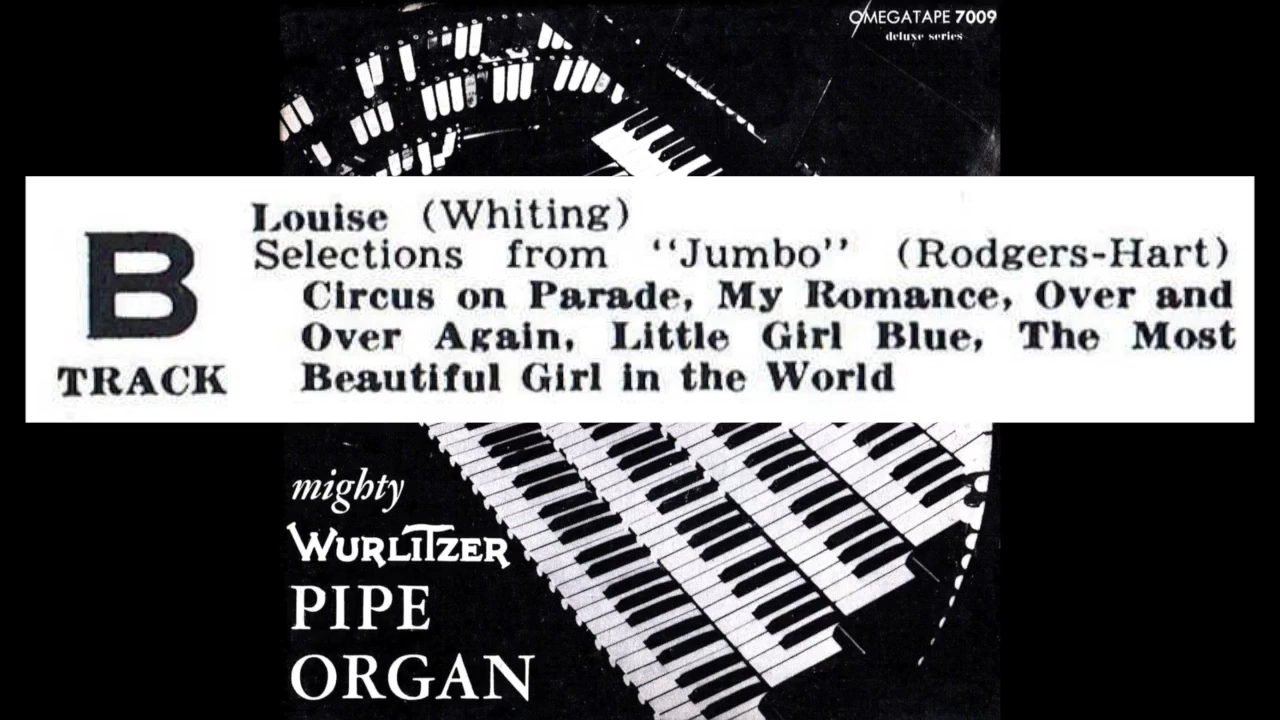 OMEGATAPE 7009
deluxe series
B
TRACK
Louise (Whiting)
Selections from “Jumbo” (Rodgers-Hart)
Circus on Parade, My Romance, Over and
Over Again, Little Girl Blue, The Most
Beautiful Girl in the World
mighty
WURLITZER
PIPE
ORGAN